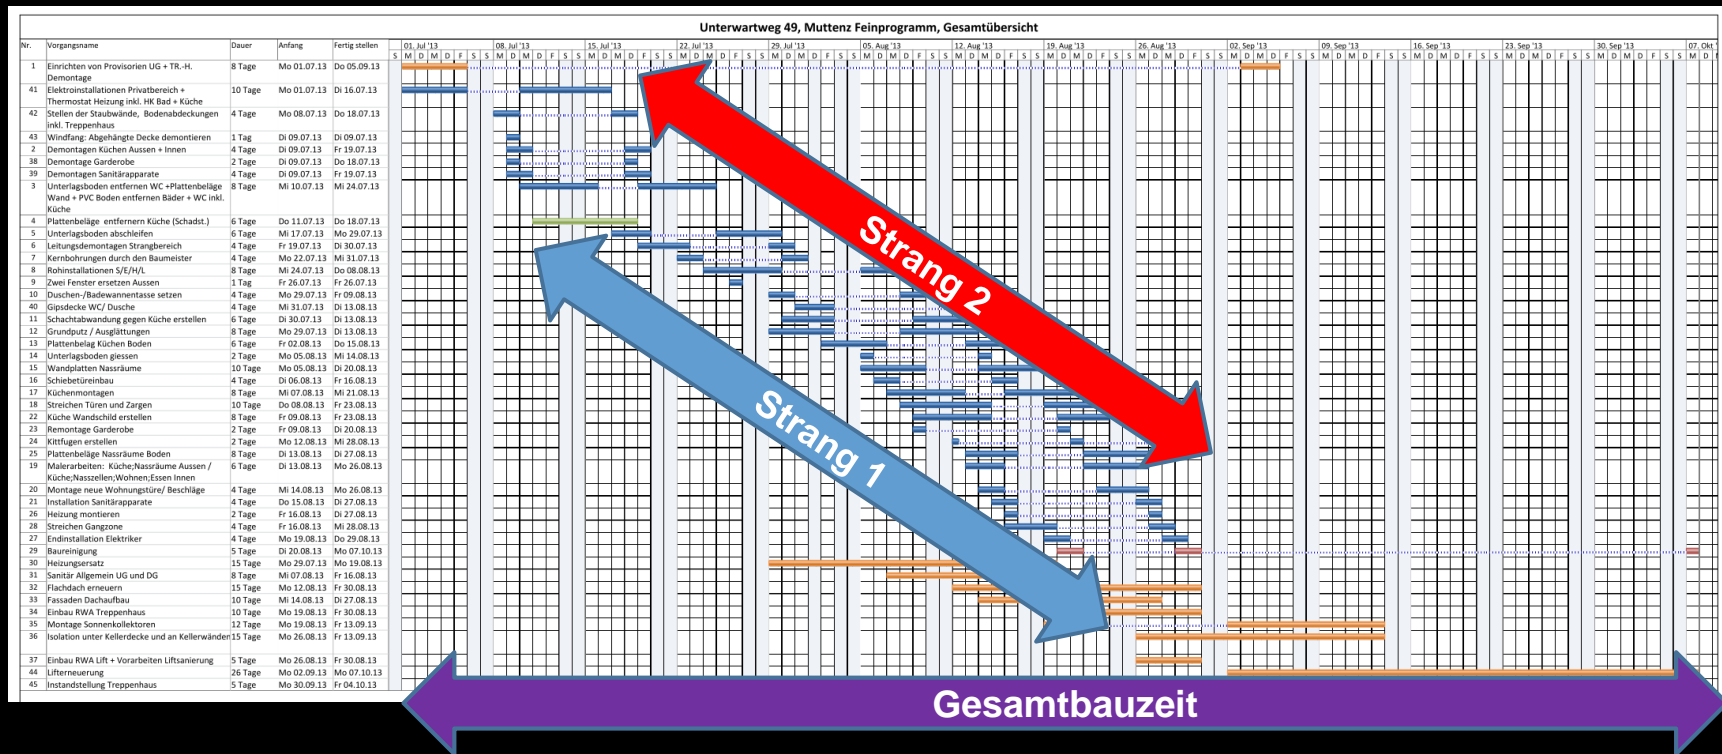 Unterwartweg 49, Muttenz Feinprogramm, Gesamtübersicht
Nr. Vorgangsname Dauer Anfang Fertig stellen 01. Jul '13 08. Jul '13 15. Jul '13 22. Jul '13 29. Jul '13 05. Aug '13 12. Aug '13 19. Aug '13 26. Aug '13 02. Sep '13 09. Sep '13 16. Sep '13 23. Sep '13 30. Sep '13 07. Okt '
S M D M D F S S M D M D F S S M D M D F S S M D M D F S S M D M D F S S M D M D F S S M D M D F S S M D M D F S S M D M D F S S M D M D F S S M D M D F S S M D M D F S S M D M D F S S M D M D F S S M D
1 Einrichten von Provisorien UG + TR.-H. 8 Tage Mo 01.07.13 Do 05.09.13
Demontage
41 Elektroinstallationen Privatbereich + 10 Tage Mo 01.07.13 Di 16.07.13
Thermostat Heizung inkl. HK Bad + Küche
42 Stellen der Staubwände, Bodenabdeckungen 4 Tage Mo 08.07.13 Do 18.07.13
inkl. Treppenhaus
43 Windfang: Abgehängte Decke demontieren 1 Tag Di 09.07.13 Di 09.07.13
2 Demontagen Küchen Aussen + Innen 4 Tage Di 09.07.13 Fr 19.07.13
38 Demontage Garderobe 2 Tage Di 09.07.13 Do 18.07.13
39 Demontagen Sanitärapparate 4 Tage Di 09.07.13 Fr 19.07.13
3 Unterlagsboden entfernen WC +Plattenbeläge 8 Tage Mi 10.07.13 Mi 24.07.13
Wand + PVC Boden entfernen Bäder + WC inkl.
Küche
4 Plattenbeläge entfernern Küche (Schadst.) 6 Tage Do 11.07.13 Do 18.07.13
5 Unterlagsboden abschleifen 6 Tage Mi 17.07.13 Mo 29.07.13
6 Leitungsdemontagen Strangbereich 4 Tage Fr 19.07.13 Di 30.07.13
7 Kernbohrungen durch den Baumeister 4 Tage Mo 22.07.13 Mi 31.07.13
8 Rohinstallationen S/E/H/L 8 Tage Mi 24.07.13 Do 08.08.13
9 Zwei Fenster ersetzen Aussen 1 Tag Fr 26.07.13 Fr 26.07.13
10 Duschen-/Badewannentasse setzen 4 Tage Mo 29.07.13 Fr 09.08.13
40 Gipsdecke WC/ Dusche 4 Tage Mi 31.07.13 Di 13.08.13
11 Schachtabwandung gegen Küche erstellen 6 Tage Di 30.07.13 Di 13.08.13
12 Grundputz / Ausglättungen 8 Tage Mo 29.07.13 Di 13.08.13
13 Plattenbelag Küchen Boden 6 Tage Fr 02.08.13 Do 15.08.13
14 Unterlagsboden giessen 2 Tage Mo 05.08.13 Mi 14.08.13
15 Wandplatten Nassräume 10 Tage Mo 05.08.13 Di 20.08.13
16 Schiebetüreinbau 4 Tage Di 06.08.13 Fr 16.08.13
17 Küchenmontagen 8 Tage Mi 07.08.13 Mi 21.08.13
18 Streichen Türen und Zargen 10 Tage Do 08.08.13 Fr 23.08.13
22 Küche Wandschild erstellen 8 Tage Fr 09.08.13 Fr 23.08.13
23 Remontage Garderobe 2 Tage Fr 09.08.13 Di 20.08.13
24 Kittfugen erstellen 2 Tage Mo 12.08.13 Mi 28.08.13
25 Plattenbeläge Nassräume Boden 8 Tage Di 13.08.13 Di 27.08.13
19 Malerarbeiten: Küche;Nassräume Aussen / 6 Tage Di 13.08.13 Mo 26.08.13
Küche;Nasszellen;Wohnen;Essen Innen
20 Montage neue Wohnungstüre/ Beschläge 4 Tage Mi 14.08.13 Mo 26.08.13
21 Installation Sanitärapparate 4 Tage Do 15.08.13 Di 27.08.13
26 Heizung montieren 2 Tage Fr 16.08.13 Di 27.08.13
28 Streichen Gangzone 4 Tage Fr 16.08.13 Mi 28.08.13
27 Endinstallation Elektriker 4 Tage Mo 19.08.13 Do 29.08.13
29 Baureinigung 5 Tage Di 20.08.13 Mo 07.10.13
30 Heizungsersatz 15 Tage Mo 29.07.13 Mo 19.08.13
31 Sanitär Allgemein UG und DG 8 Tage Mi 07.08.13 Fr 16.08.13
32 Flachdach erneuern 15 Tage Mo 12.08.13 Fr 30.08.13
33 Fassaden Dachaufbau 10 Tage Mi 14.08.13 Di 27.08.13
34 Einbau RWA Treppenhaus 10 Tage Mo 19.08.13 Fr 30.08.13
35 Montage Sonnenkollektoren 12 Tage Mo 19.08.13 Fr 13.09.13
36 Isolation unter Kellerdecke und an Kellerwänden 15 Tage Mo 26.08.13 Fr 13.09.13
37 Einbau RWA Lift + Vorarbeiten Liftsanierung 5 Tage Mo 26.08.13 Fr 30.08.13
44 Lifterneuerung 26 Tage Mo 02.09.13 Mo 07.10.13
45 Instandstellung Treppenhaus 5 Tage Mo 30.09.13 Fr 04.10.13
Strang 2
Strang 1
Gesamtbauzeit